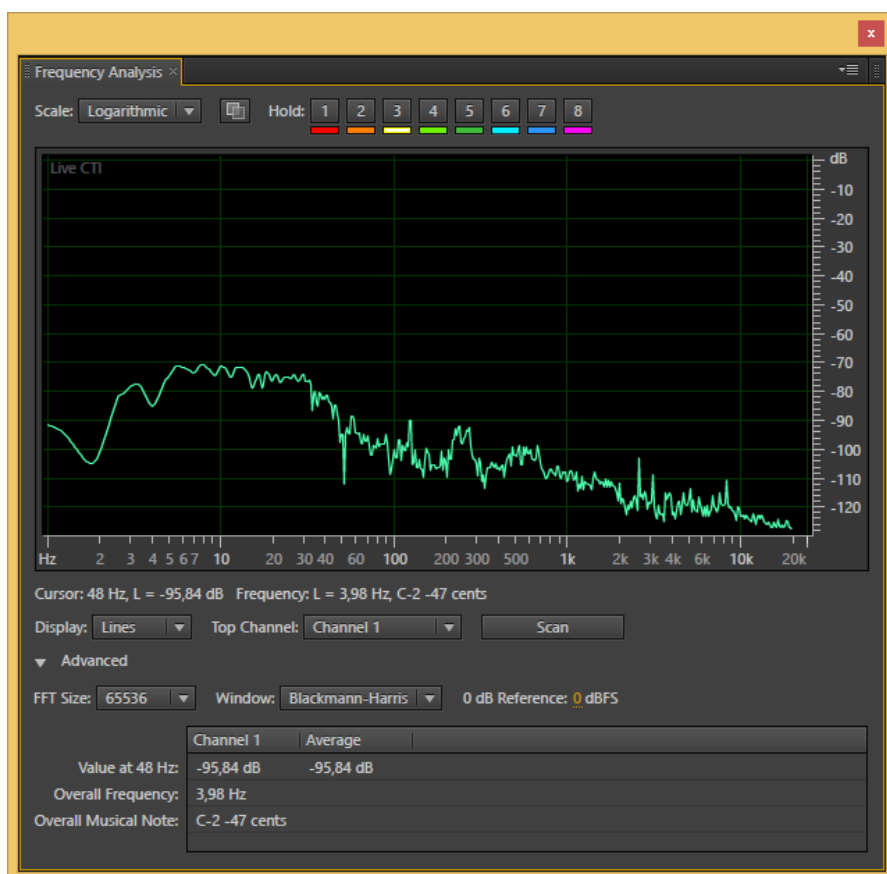 x
Frequency Analysis ×
Scale: Logarithmic Hold: 1 2 3 4 5 6 7 8
Live CTI
dB
-10
-20
-30
-40
-50
-60
-70
-80
-90
-100
-110
-120
Hz 2 3 4 5 6 7 10 20 30 40 60 100 200 300 500 1k 2k 3k 4k 6k 10k 20k
Cursor: 48 Hz, L = -95,84 dB Frequency: L = 3,98 Hz, C-2 -47 cents
Display: Lines Top Channel: Channel 1 Scan
Advanced
FFT Size: 65536 Window: Blackmann-Harris 0 dB Reference: 0 dBFS
Channel 1 Average
Value at 48 Hz: -95,84 dB -95,84 dB
Overall Frequency: 3,98 Hz
Overall Musical Note: C-2 -47 cents